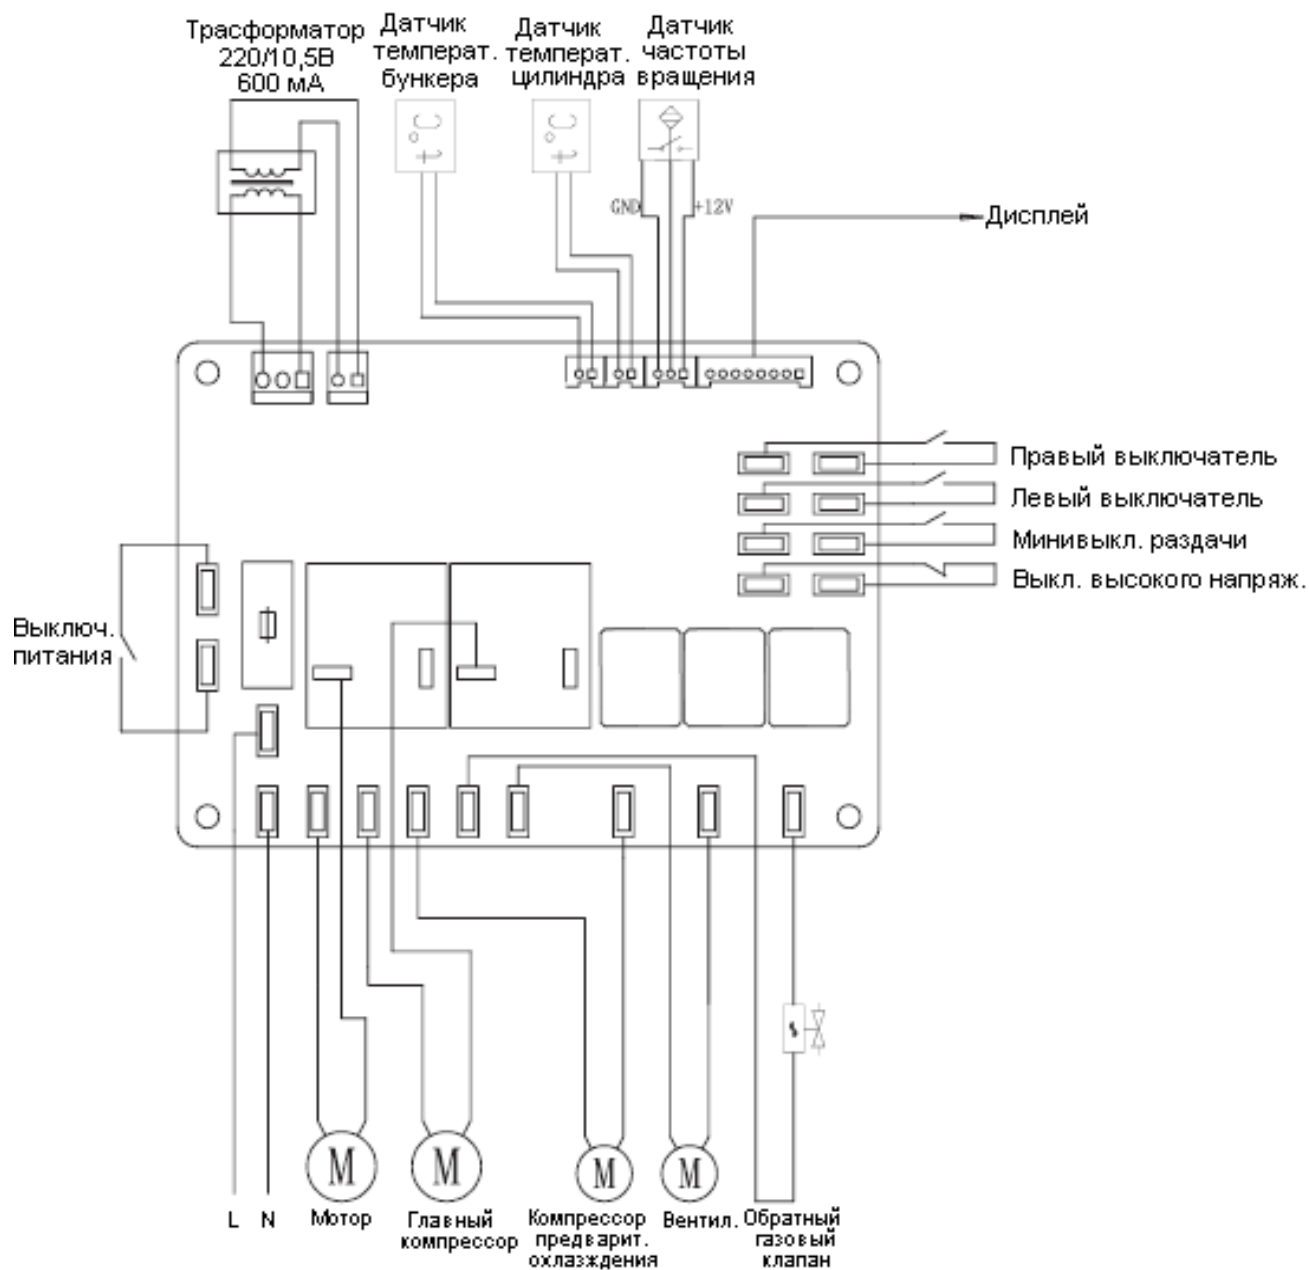 Трасформатор
220/10,5В
600 мА
Датчик
температ.
бункера
Датчик
температ.
цилиндра
Датчик
частоты
вращения
°C
t
°C
t
GND
+12V
Дисплей
Правый выключатель
Левый выключатель
Минивыкл. раздачи
Выкл. высокого напряж.
Выключ.
питания
M
M
M
M
L
N
Мотор
Главный
компрессор
Компрессор
предварит.
охлазждения
Вентил.
Обратный
газовый
клапан